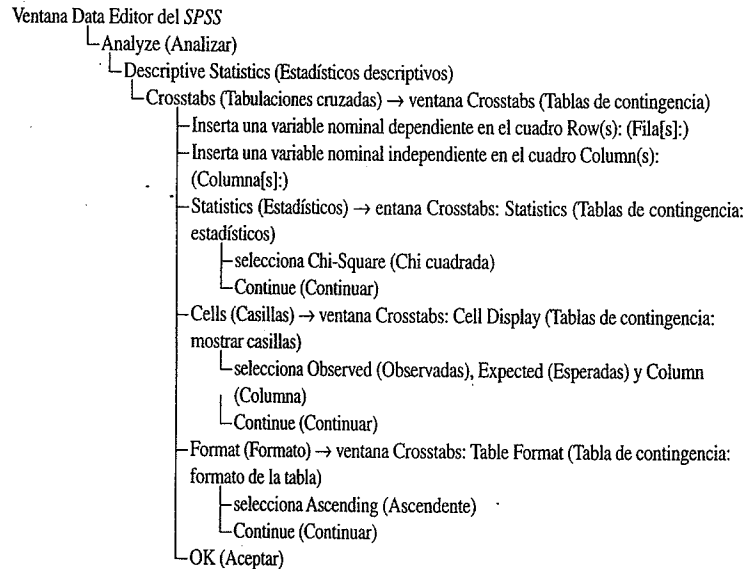 Ventana Data Editor del SPSS
Analyze (Analizar)
Descriptive Statistics (Estadísticos descriptivos)
Crosstabs (Tabulaciones cruzadas) → ventana Crosstabs (Tablas de contingencia)
Inserta una variable nominal dependiente en el cuadro Row(s): (Fila[s]:)
Inserta una variable nominal independiente en el cuadro Column(s):
(Columna[s]:)
Statistics (Estadísticos) → entana Crosstabs: Statistics (Tablas de contingencia:
estadísticos)
selecciona Chi-Square (Chi cuadrada)
Continue (Continuar)
Cells (Casillas) → ventana Crosstabs: Cell Display (Tablas de contingencia:
mostrar casillas)
selecciona Observed (Observadas), Expected (Esperadas) y Column
(Columna)
Continue (Continuar)
Format (Formato) → ventana Crosstabs: Table Format (Tabla de contingencia:
formato de la tabla)
selecciona Ascending (Ascendente)
Continue (Continuar)
OK (Aceptar)